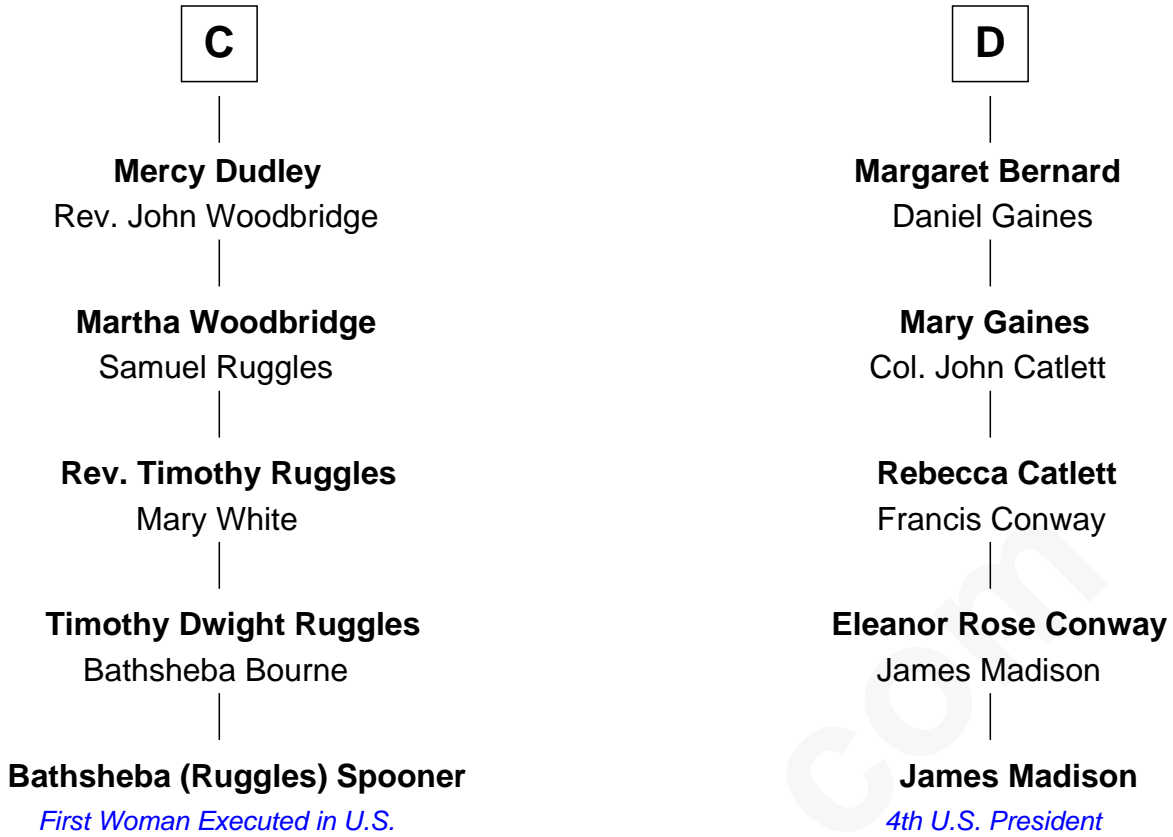 C
Mercy Dudley
Rev. John Woodbridge
Martha Woodbridge
Samuel Ruggles
Rev. Timothy Ruggles
Mary White
Timothy Dwight Ruggles
Bathsheba Bourne
Bathsheba (Ruggles) Spooner
First Woman Executed in U.S.
D
Margaret Bernard
Daniel Gaines
Mary Gaines
Col. John Catlett
Rebecca Catlett
Francis Conway
Eleanor Rose Conway
James Madison
James Madison
4th U.S. President
com